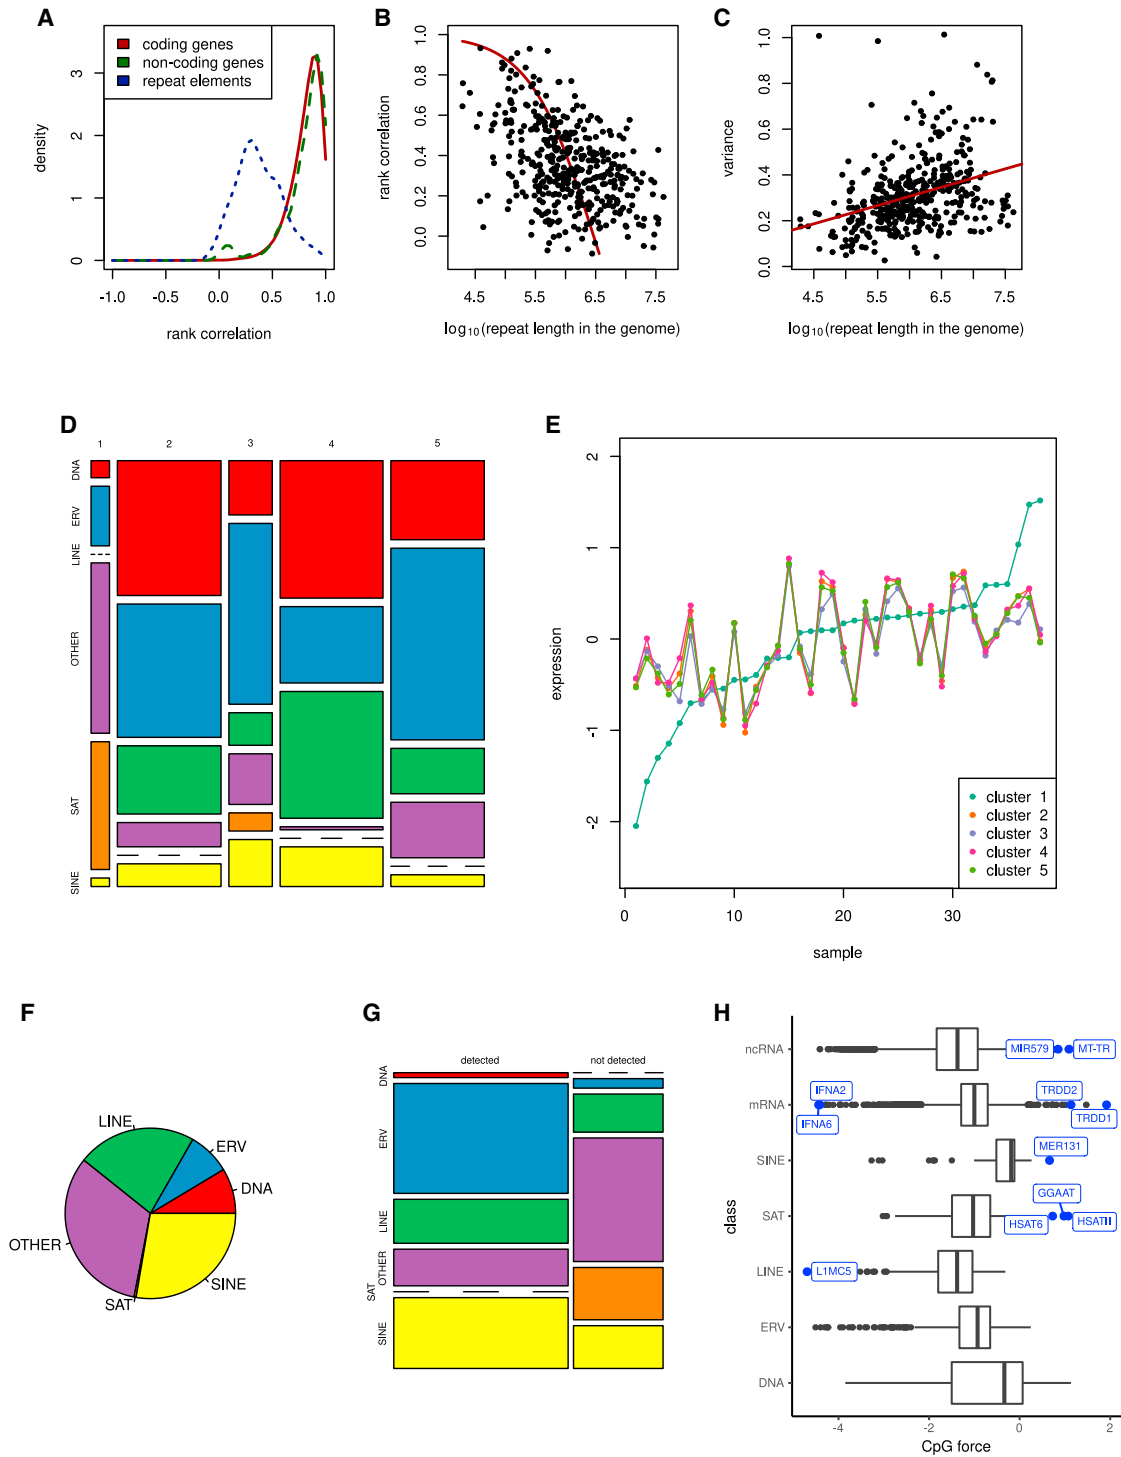 A
coding genes
non-coding genes
repeat elements
density
0
1
2
3
-1.0
-0.5
0.0
0.5
1.0
rank correlation
B
rank correlation
0.0
0.2
0.4
0.6
0.8
1.0
4.5
5.5
6.5
7.5
log10(repeat length in the genome)
C
variance
0.0
0.2
0.4
0.6
0.8
1.0
4.5
5.5
6.5
7.5
log10(repeat length in the genome)
D
1
2
3
4
5
DNA
ERV
LINE
OTHER
SAT
SINE
E
expression
2
1
0
-1
-2
cluster 1
cluster 2
cluster 3
cluster 4
cluster 5
0
10
20
30
sample
F
LINE
ERV
DNA
OTHER
SAT
SINE
G
detected
not detected
DNA
ERV
LINE
OTHER
SAT
SINE
H
class
ncRNA
MIR579
MT-TR
mRNA
IFNA2
IFNA6
TRDD2
TRDD1
SINE
MER131
SAT
GGAAT
HSAT6
HSATII
LINE
L1MC5
ERV
DNA
-4
-2
0
2
CpG force